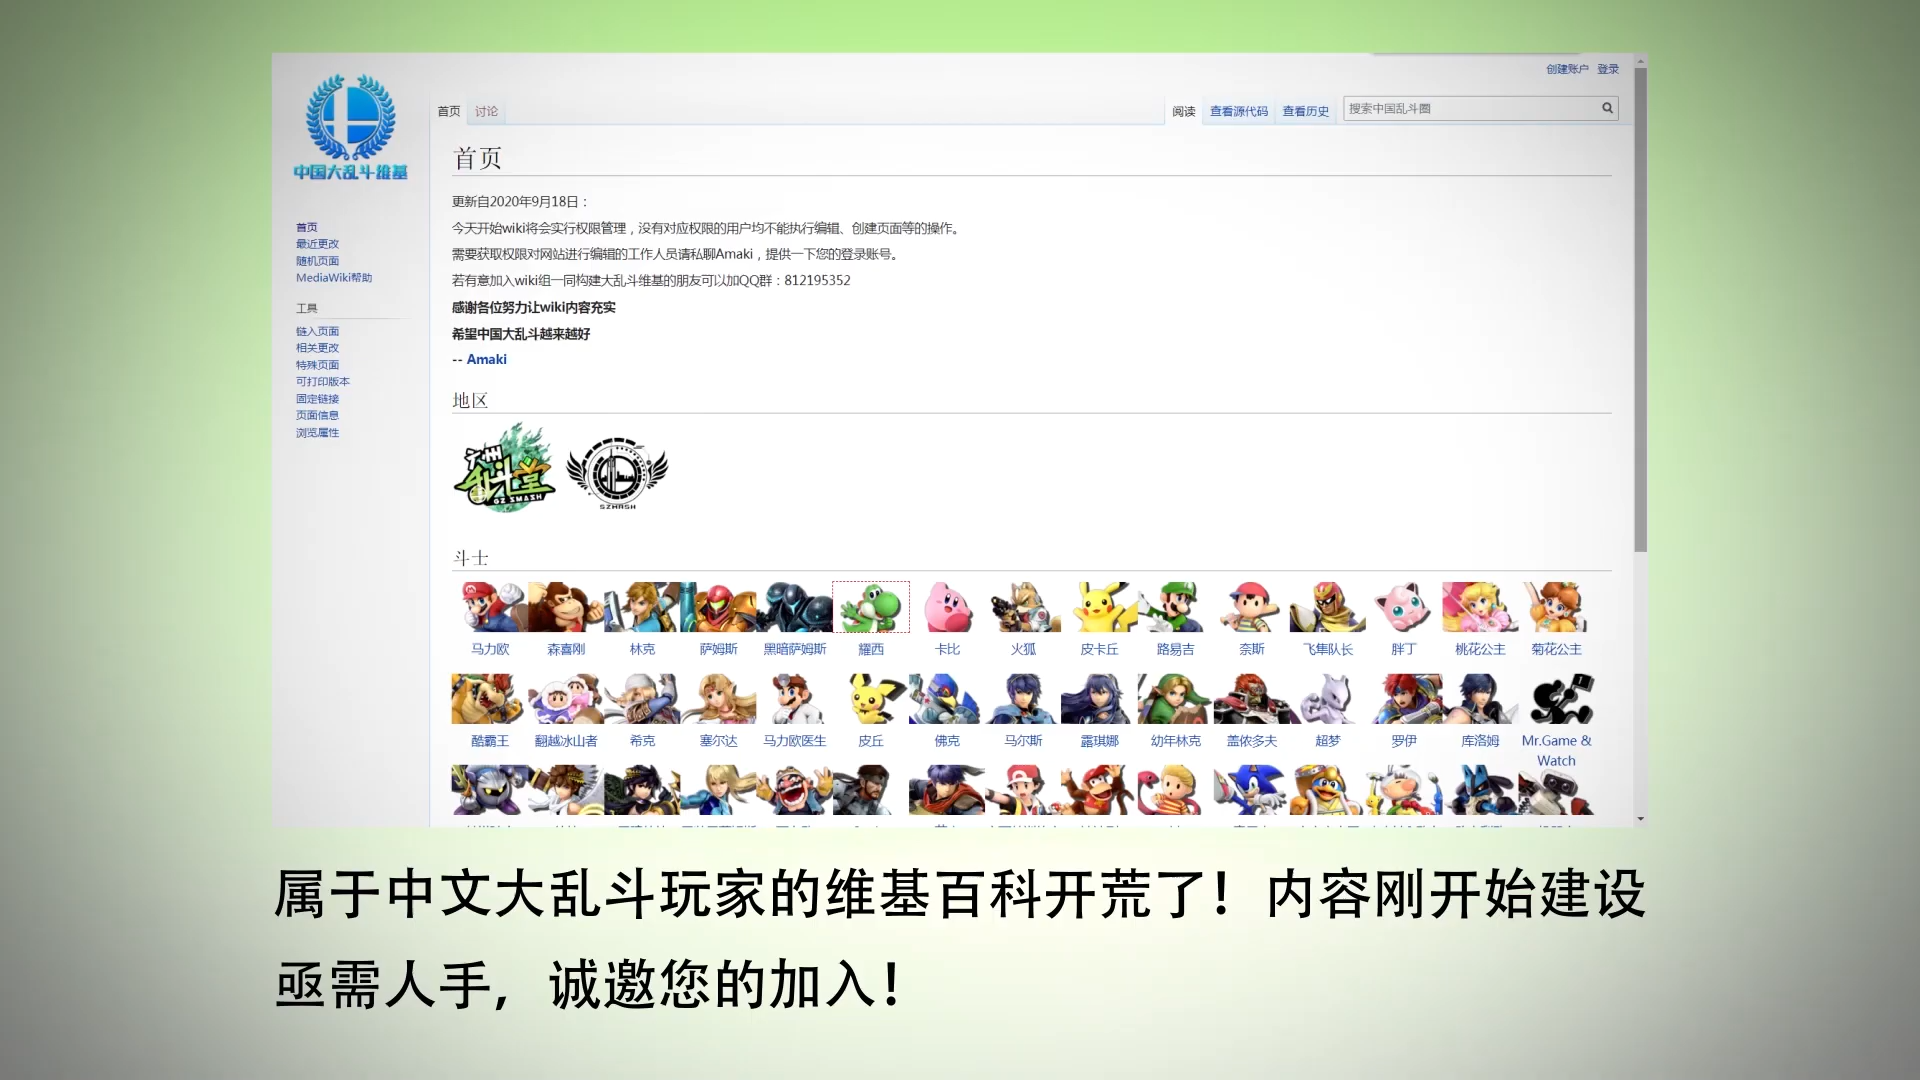 创建账户 登录
中国大乱斗维基
首页 讨论 阅读 查看源代码 查看历史 搜索中国乱斗圈
首页
最近更改
随机页面
MediaWiki帮助
工具
链入页面
相关更改
特殊页面
可打印版本
固定链接
页面信息
浏览属性
首页
更新自2020年9月18日：
今天开始wiki将会实行权限管理，没有对应权限的用户均不能执行编辑、创建页面等的操作。
需要获取权限对网站进行编辑的工作人员请私聊Amaki，提供一下您的登录账号。
若有意加入wiki组一同构建大乱斗维基的朋友可以加QQ群：812195352
感谢各位努力让wiki内容充实
希望中国大乱斗越来越好
-- Amaki
地区
广州
乱斗堂
GZ SMASH
SZMASH
斗士
马力欧 森喜刚 林克 萨姆斯 黑暗萨姆斯 耀西 卡比 火狐 皮卡丘 路易吉 奈斯 飞隼队长 胖丁 桃花公主 菊花公主
酷霸王 翻越冰山者 希克 塞尔达 马力欧医生 皮丘 佛克 马尔斯 露琪娜 幼年林克 盖侬多夫 超梦 罗伊 库洛姆 Mr.Game &
Watch
属于中文大乱斗玩家的维基百科开荒了！内容刚开始建设
亟需人手，诚邀您的加入！